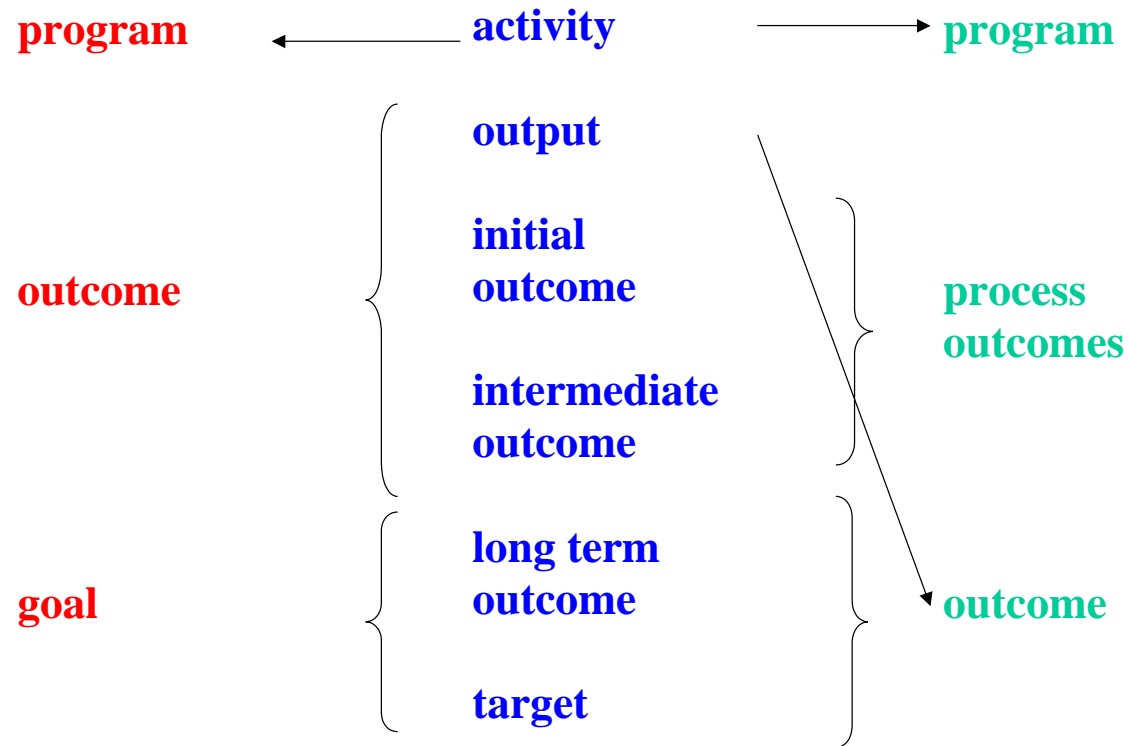 program
activity
program
output
initial
outcome
outcome
process
outcomes
intermediate
outcome
long term
outcome
goal
outcome
target